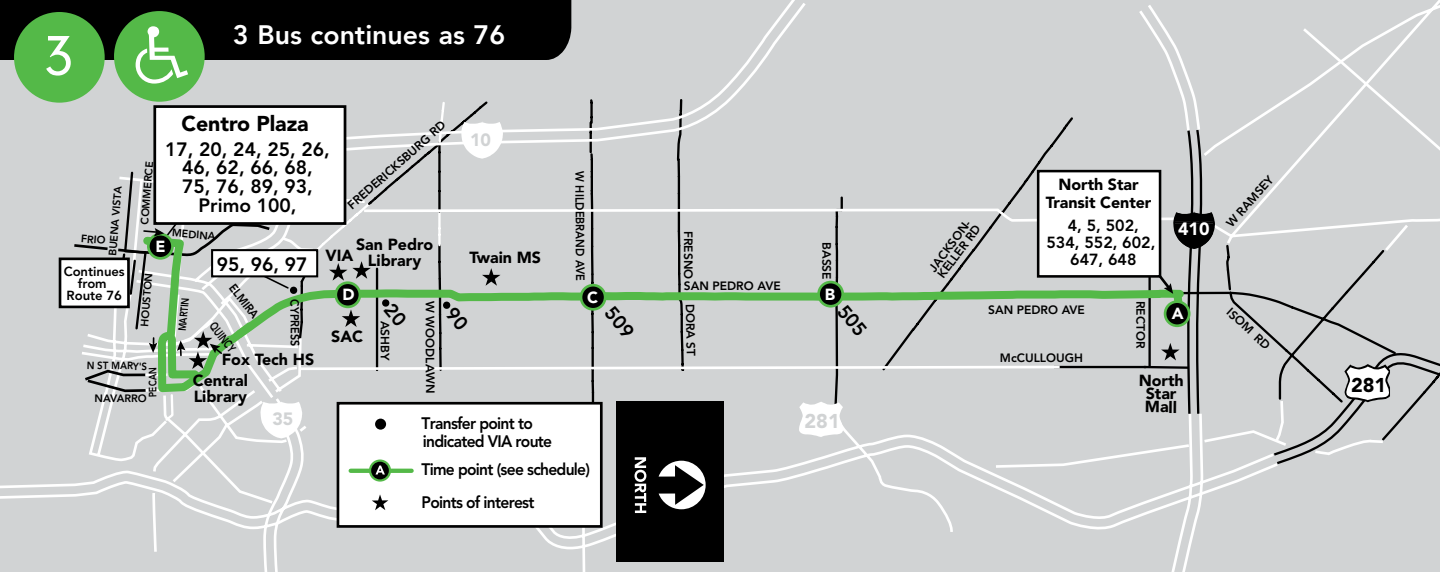 3
3 Bus continues as 76
Centro Plaza
17, 20, 24, 25, 26,
46, 62, 66, 68,
75, 76, 89, 93,
Primo 100,
COMMERCE
BUENA VISTA
FRIO
MEDINA
E
Continues
from
Route 76
HOUSTON
MARTIN
95, 96, 97
ELMIRA
CYPRESS
QUINCY
Fox Tech HS
Central
Library
N ST MARY'S
NAVARRO
PECAN
FREDERICKSBURG RD
10
VIA
San Pedro
Library
D
SAC
20
ASHBY
90
W WOODLAWN
Twain MS
W HILDEBRAND AVE
C
509
FRESNO
SAN PEDRO AVE
DORA ST
BASSE
B
505
JACKSON-
KELLER RD
SAN PEDRO AVE
McCULLOUGH
North Star
Transit Center
4, 5, 502,
534, 552, 602,
647, 648
410
W RAMSEY
RECTOR
A
ISOM RD
North
Star
Mall
281
35
281
Transfer point to
indicated VIA route
A
Time point (see schedule)
Points of interest
NORTH